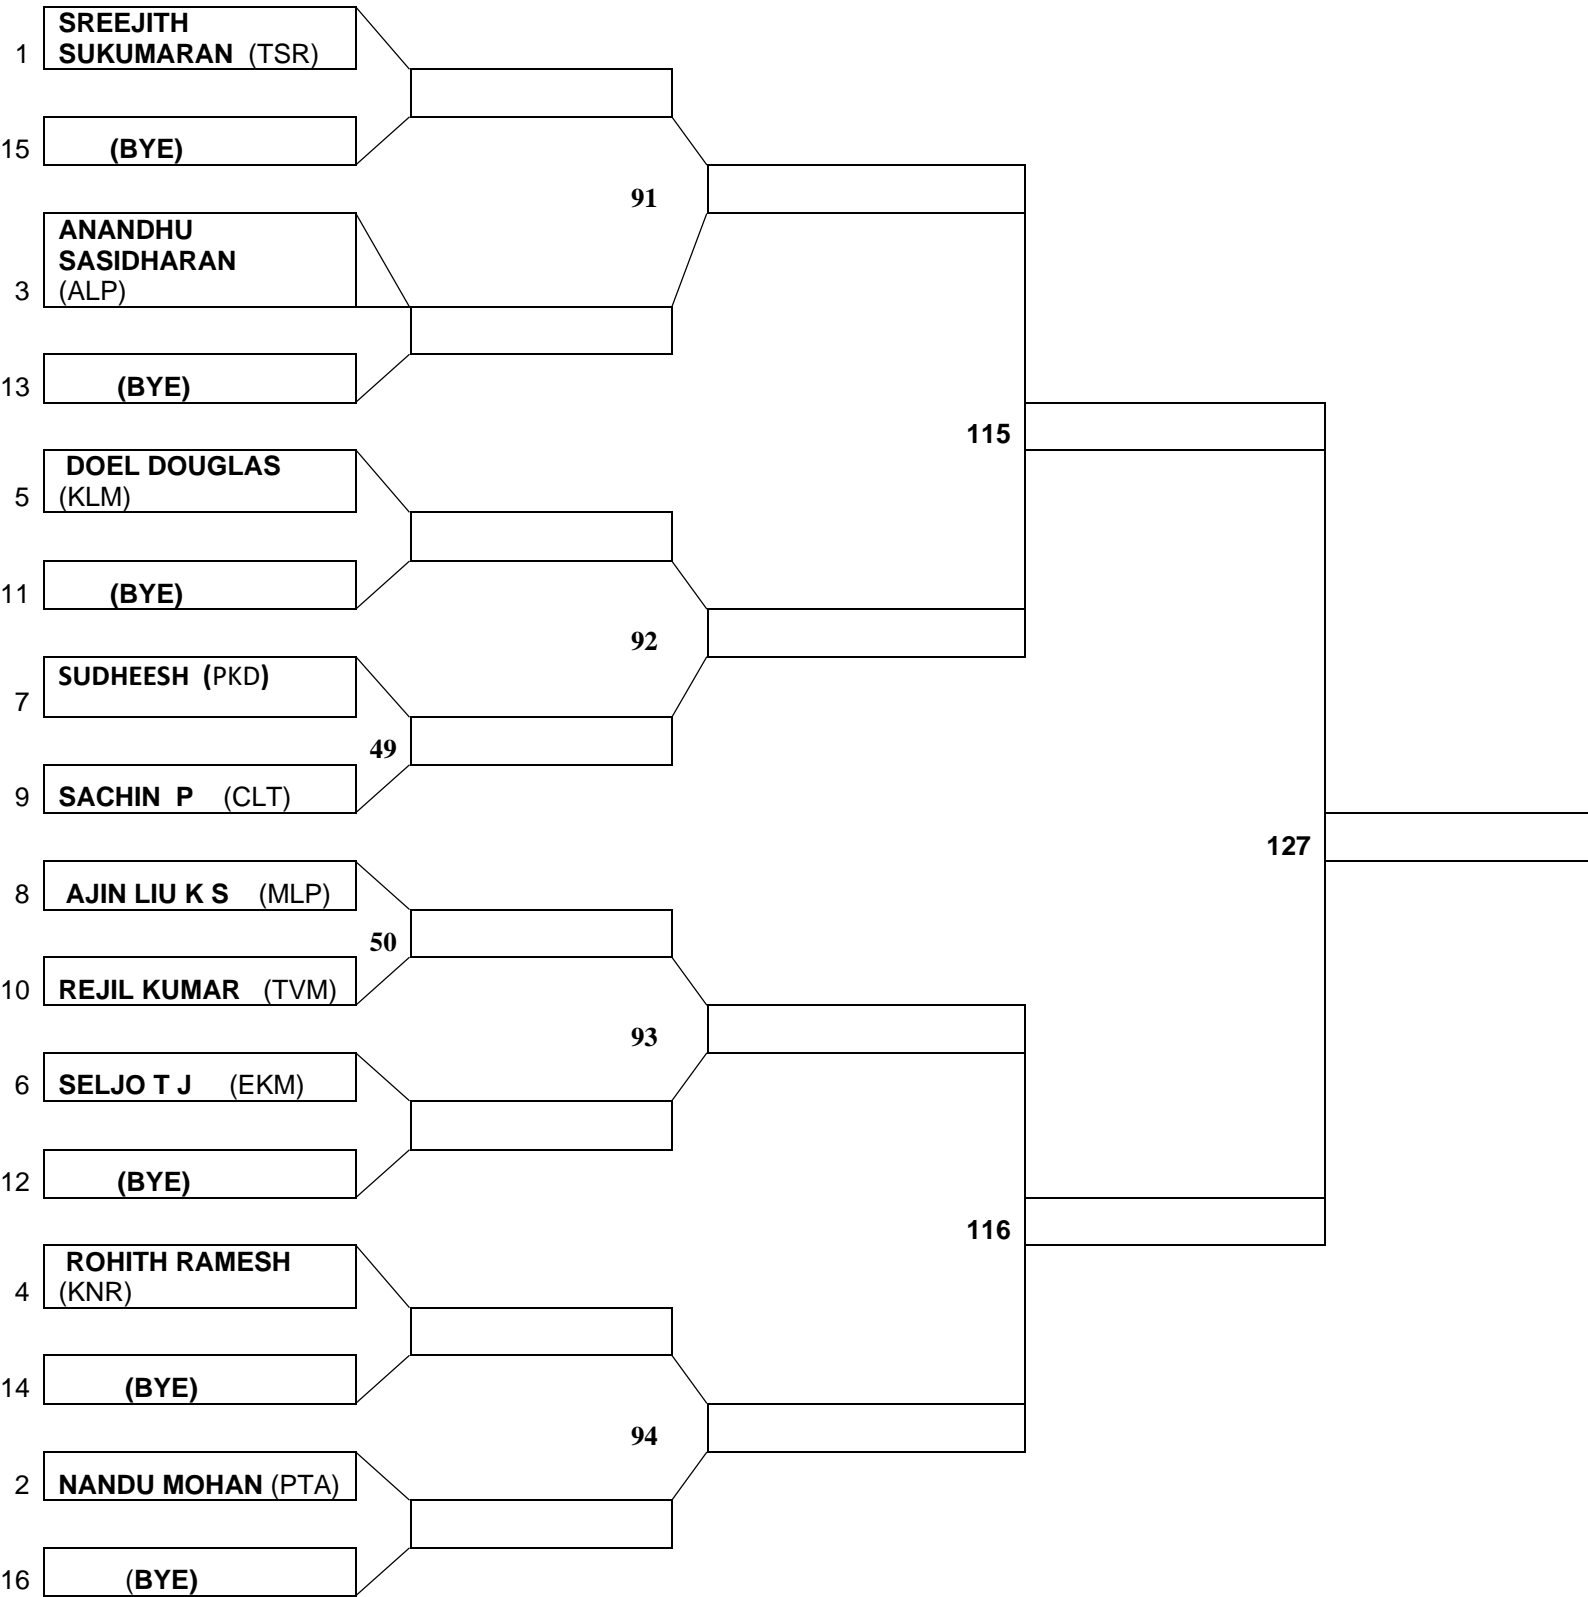 SREEJITH
1 SUKUMARAN (TSR)
15 (BYE)
91
ANANDHU
SASIDHARAN
3 (ALP)
13 (BYE)
115
DOEL DOUGLAS
5 (KLM)
11 (BYE)
92
SUDHEESH (PKD)
7
49
9 SACHIN P (CLT)
127
8 AJIN LIU K S (MLP)
50
10 REJIL KUMAR (TVM)
93
6 SELJO T J (EKM)
12 (BYE)
116
ROHITH RAMESH
4 (KNR)
14 (BYE)
94
2 NANDU MOHAN (PTA)
16 (BYE)